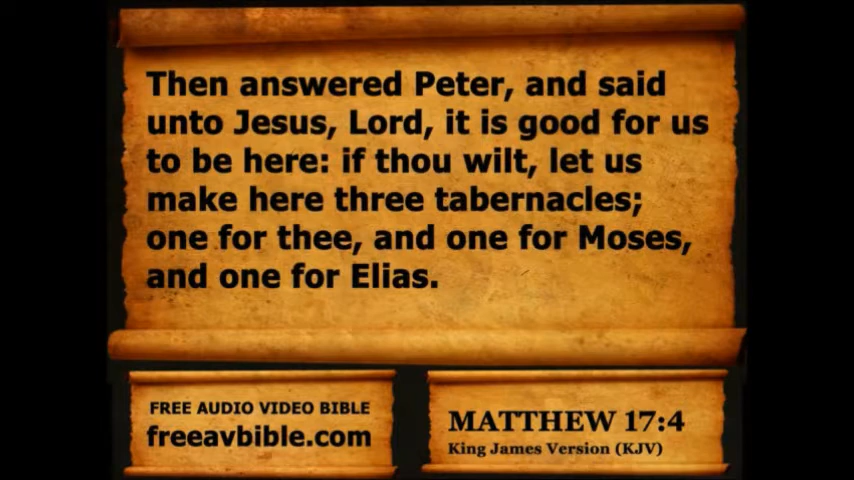 Then answered Peter, and said
unto Jesus, Lord, it is good for us
to be here: if thou wilt, let us
make here three tabernacles;
one for thee, and one for Moses,
and one for Elias.
FREE AUDIO VIDEO BIBLE
freeavbible.com
MATTHEW 17:4
King James Version (KJV)